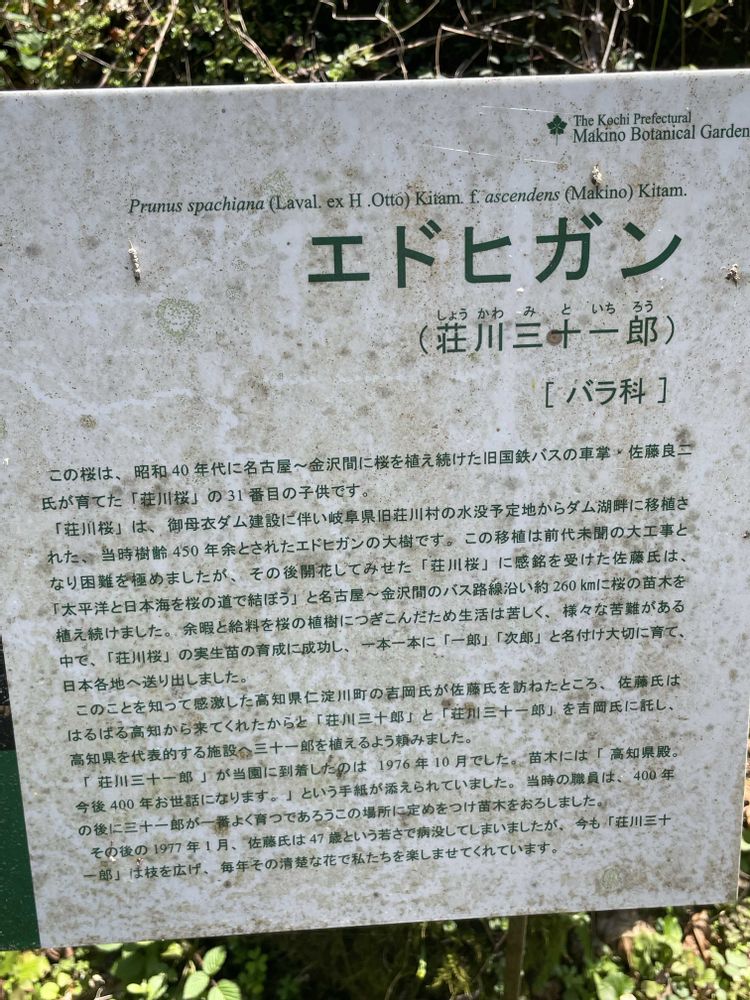 The Kochi Prefectural
Makino Botanical Garden
Prunus spachiana (Laval. ex H .Otto) Kitam. f. ascendens (Makino) Kitam.
エドヒガン
しょう かわ み と いち ろう
（荘川三十一郎）
［ バラ科 ］
この桜は、昭和 40 年代に名古屋～金沢間に桜を植え続けた旧国鉄バスの車掌・佐藤良二
氏が育てた「荘川桜」の 31 番目の子供です。
「荘川桜」は、御母衣ダム建設に伴い岐阜県旧荘川村の水没予定地からダム湖畔に移植さ
れた、当時樹齢 450 年余とされたエドヒガンの大樹です。この移植は前代未聞の大工事と
なり困難を極めましたが、その後開花してみせた「荘川桜」に感銘を受けた佐藤氏は、
「太平洋と日本海を桜の道で結ぼう」と名古屋～金沢間のバス路線沿い約 260 ㎞に桜の苗木を
植え続けました。余暇と給料を桜の植樹につぎこんだため生活は苦しく、様々な苦難がある
中で、「荘川桜」の実生苗の育成に成功し、一本一本に「一郎」「次郎」と名付け大切に育て、
日本各地へ送り出しました。
このことを知って感激した高知県仁淀川町の吉岡氏が佐藤氏を訪ねたところ、佐藤氏は
はるばる高知から来てくれたからと「荘川三十郎」と「荘川三十一郎」を吉岡氏に託し、
高知県を代表的する施設へ三十一郎を植えるよう頼みました。
「 荘川三十一郎 」が当園に到着したのは 1976 年 10 月でした。苗木には「 高知県殿。
今後 400 年お世話になります。」という手紙が添えられていました。当時の職員は、400 年
の後に三十一郎が一番よく育つであろうこの場所に定めをつけ苗木をおろしました。
その後の 1977 年 1 月、佐藤氏は 47 歳という若さで病没してしまいましたが、今も「荘川三十
一郎」は枝を広げ、毎年その清楚な花で私たちを楽しませてくれています。